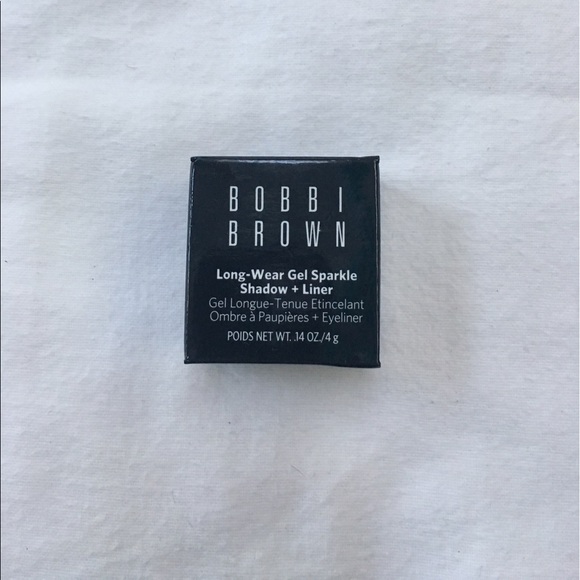 BOBBI
BROWN
Long-Wear Gel Sparkle
Shadow + Liner
Gel Longue-Tenue Etincelant
Ombre à Paupières + Eyeliner
POIDS NET WT. .14 OZ./4 g